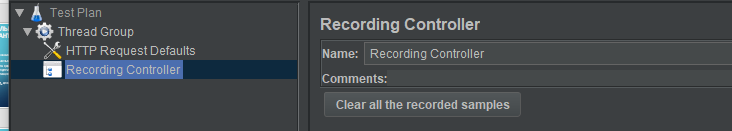 Test Plan
Thread Group
HTTP Request Defaults
Recording Controller
Recording Controller
Name: Recording Controller
Comments:
Clear all the recorded samples